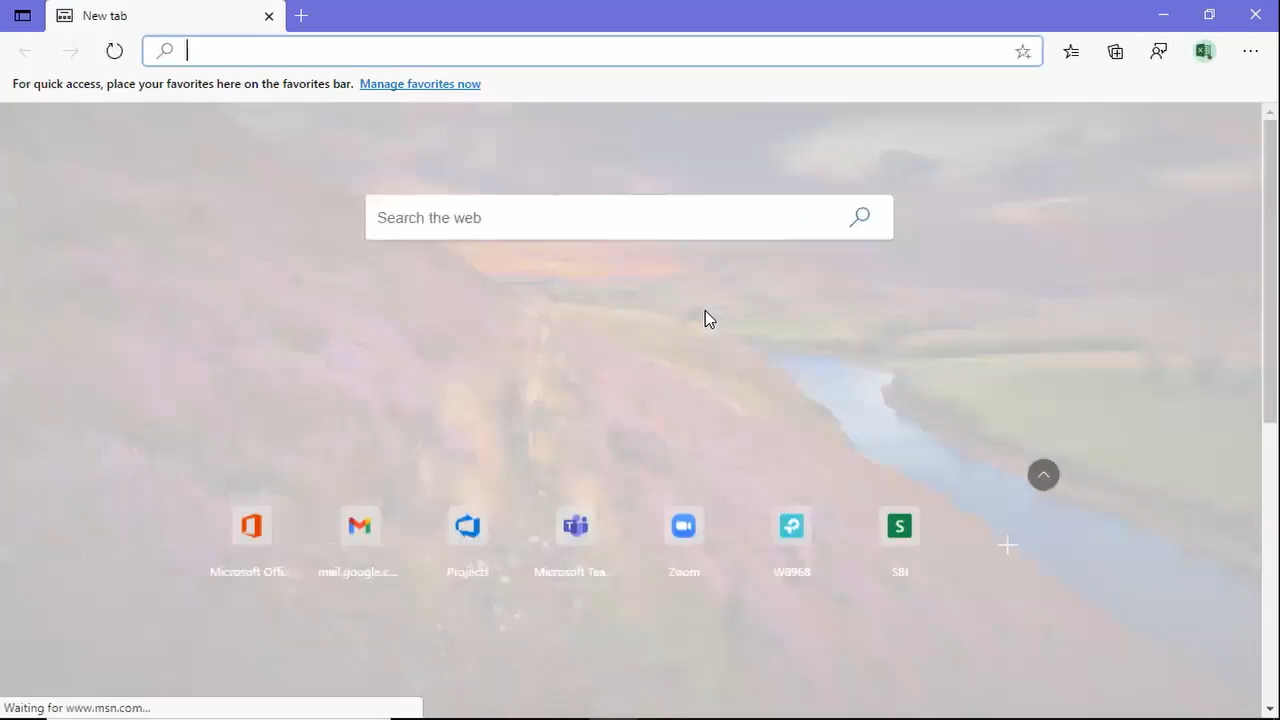 New tab
For quick access, place your favorites here on the favorites bar. Manage favorites now
Search the web
Microsoft Offi...
mail.google.c...
Projects
Microsoft Tea...
Zoom
W8968
S
SBI
Waiting for www.msn.com...